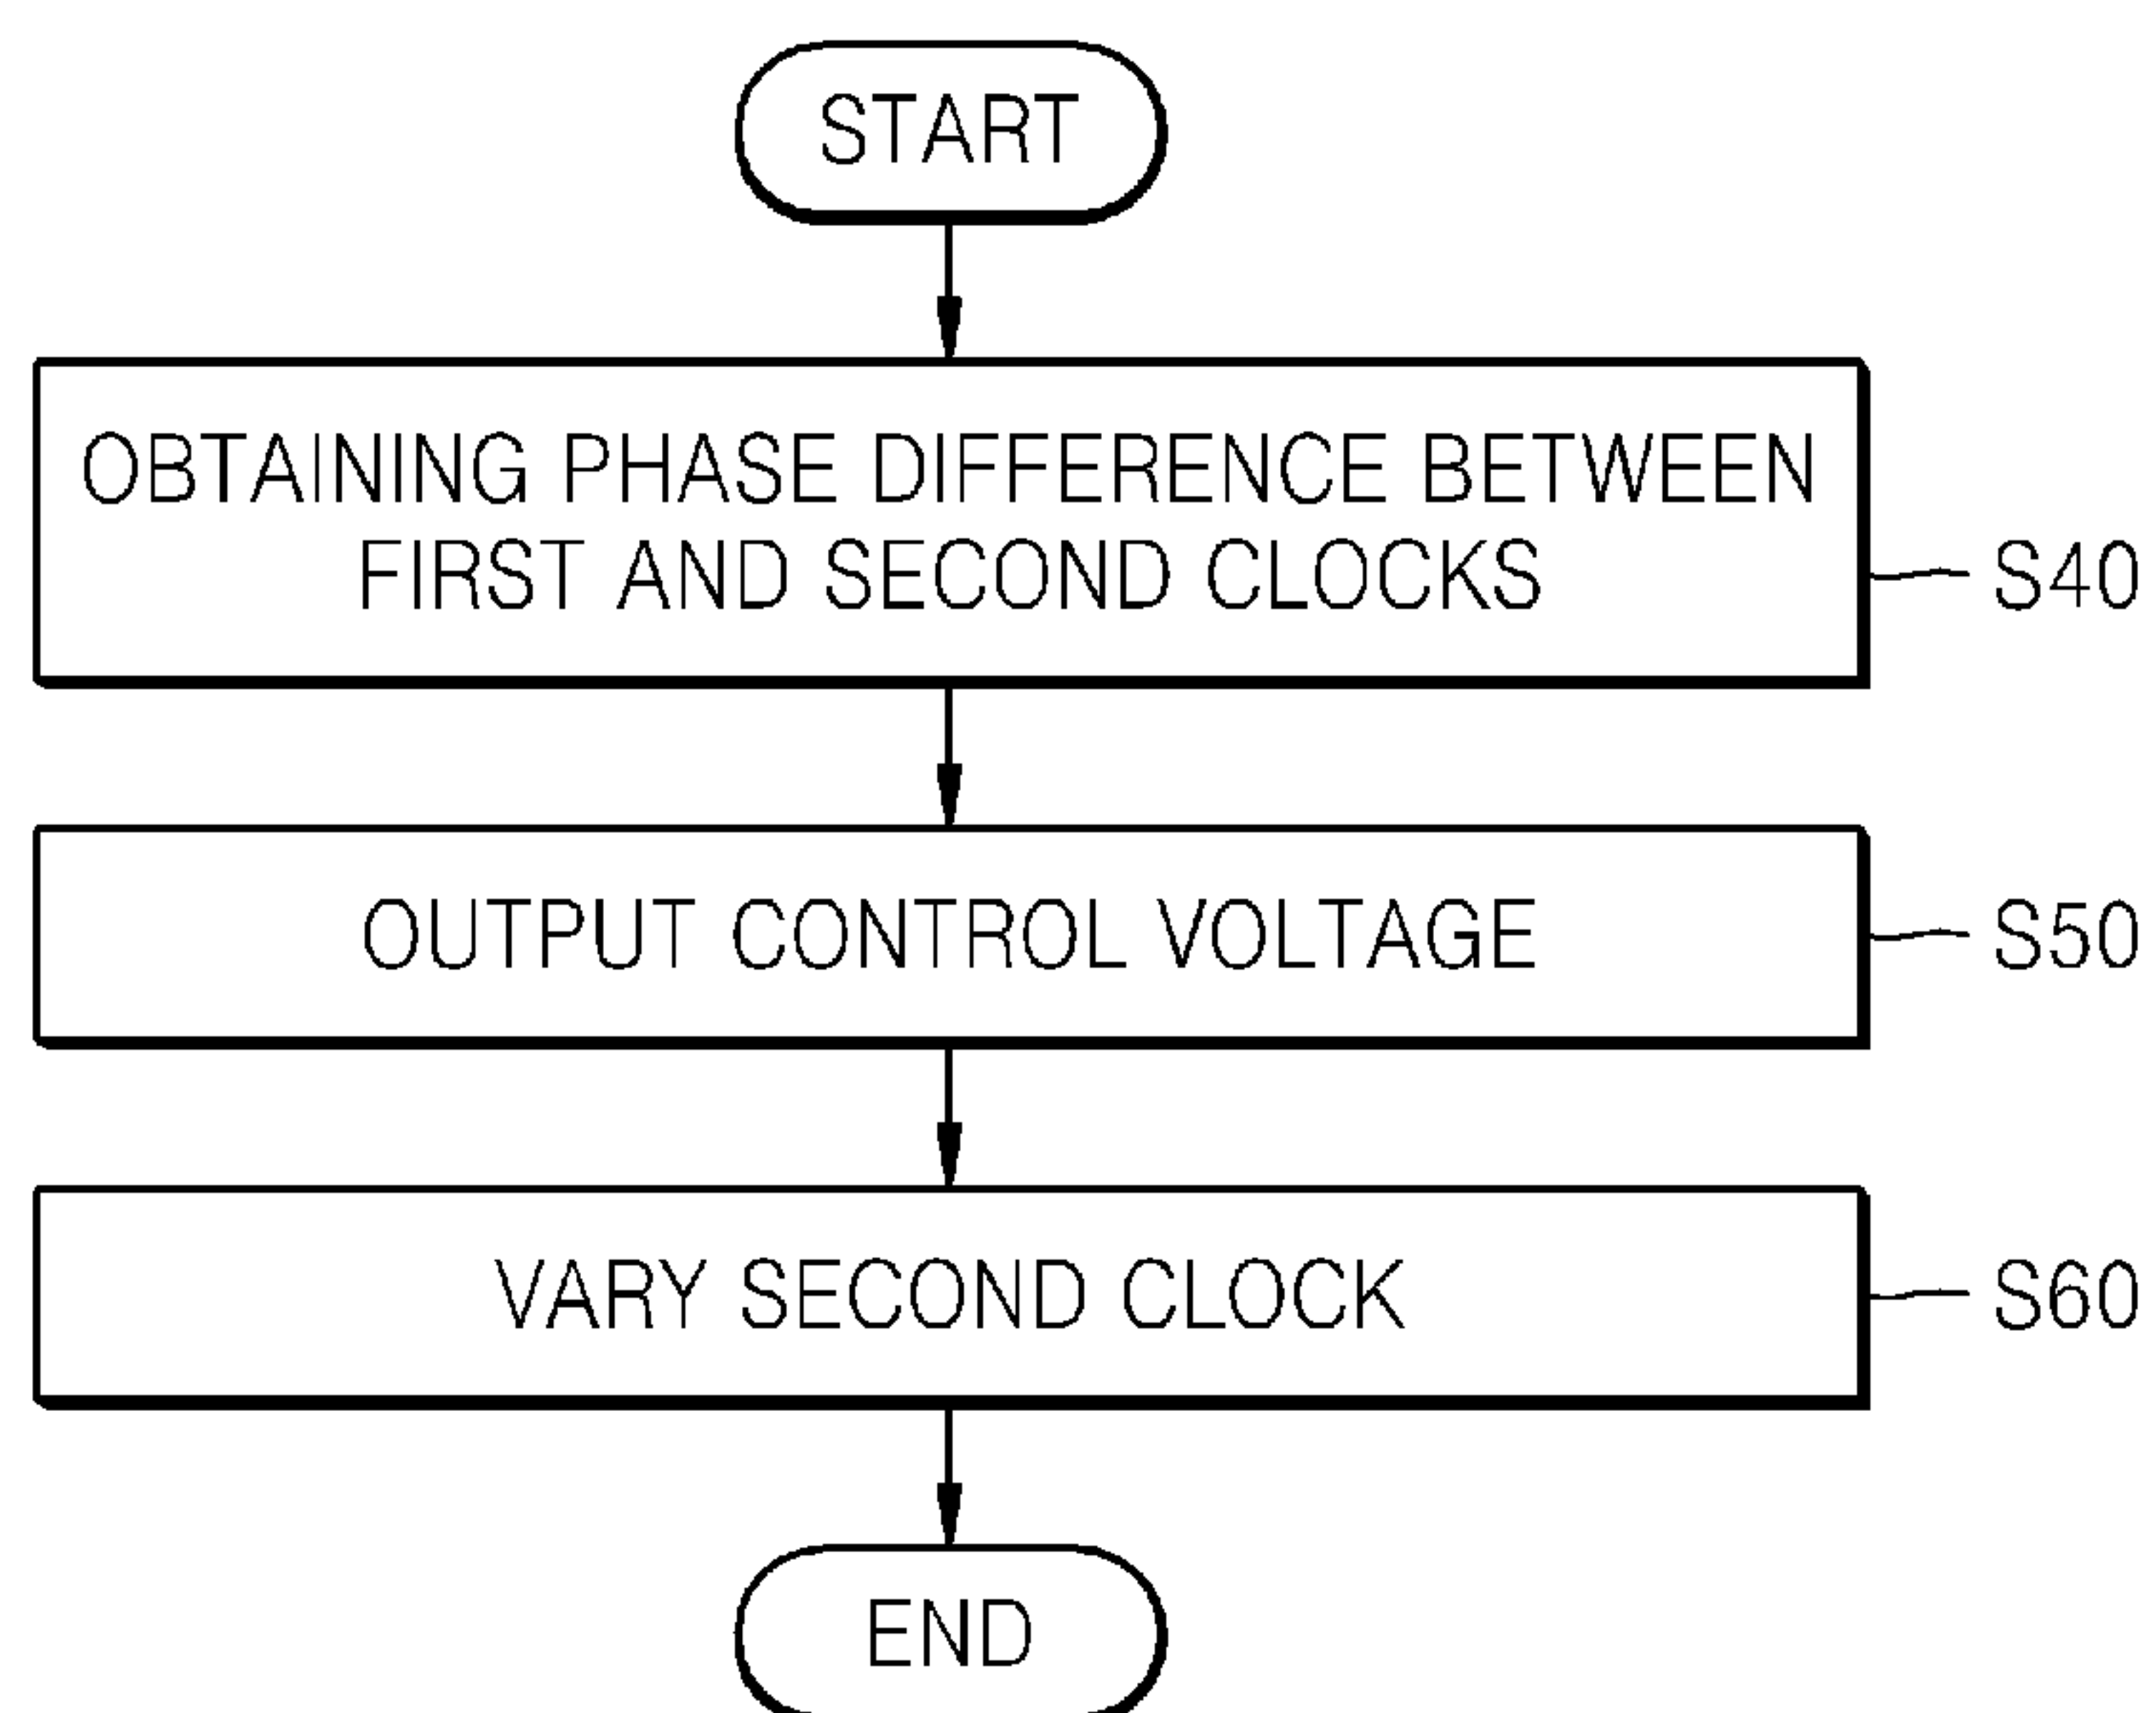 START
OBTAINING PHASE DIFFERENCE BETWEEN
FIRST AND SECOND CLOCKS
S40
OUTPUT CONTROL VOLTAGE
S50
VARY SECOND CLOCK
S60
END